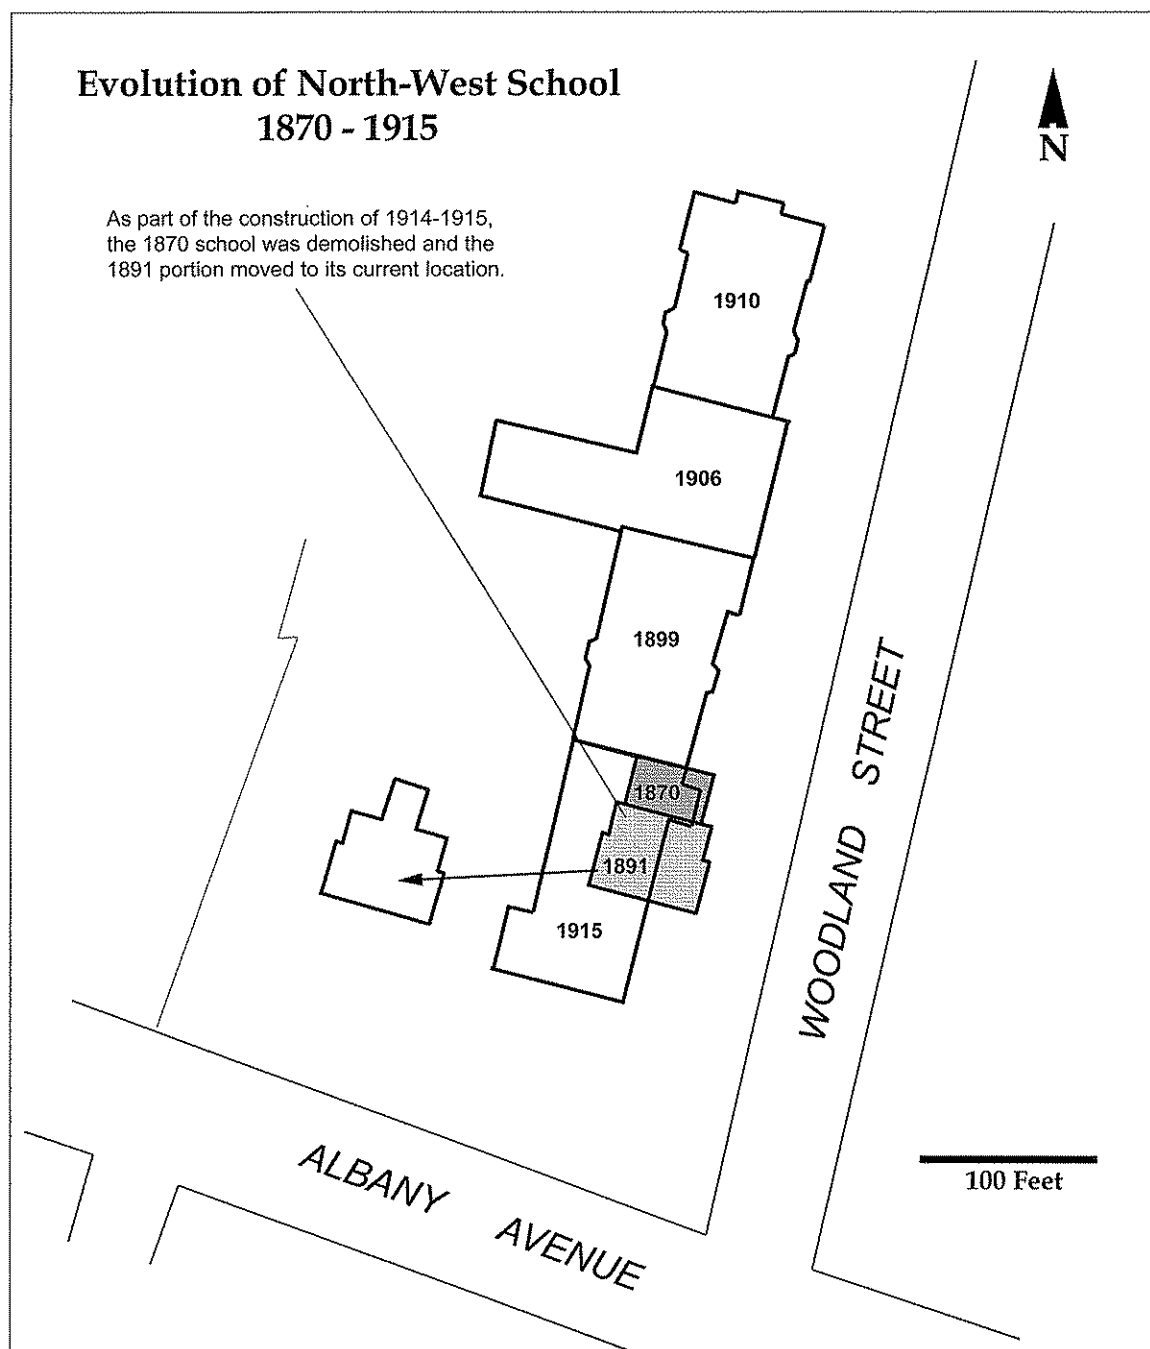 Evolution of North-West School
1870 - 1915
N
As part of the construction of 1914-1915,
the 1870 school was demolished and the
1891 portion moved to its current location.
1910
1906
1899
1870
1891
1915
WOODLAND STREET
ALBANY AVENUE
100 Feet